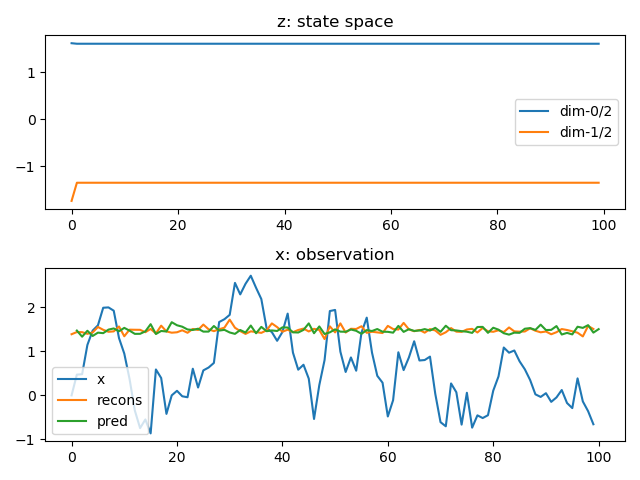 z: state space
1
0
−1
dim-0/2
dim-1/2
0 20 40 60 80 100
x: observation
2
1
0
−1
x
recons
pred
0 20 40 60 80 100